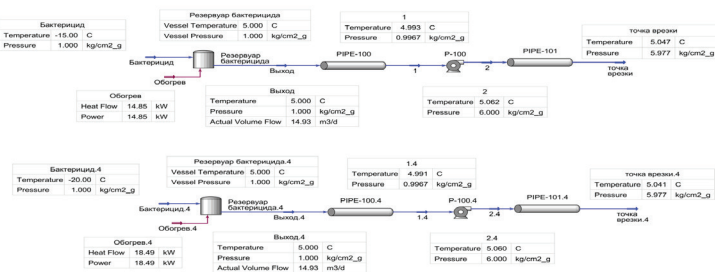 Бактерицид
Temperature -15.00 C
Pressure 1.000 kg/cm2_g
Резервуар бактерицида
Vessel Temperature 5.000 C
Vessel Pressure 1.000 kg/cm2_g
1
Temperature 4.993 C
Pressure 0.9967 kg/cm2_g
точка врезки
Temperature 5.047 C
Pressure 5.977 kg/cm2_g
Бактерицид
Обогрев
Резервуар
бактерицида
Выход
PIPE-100
1
P-100
2
PIPE-101
точка
врезки
Обогрев
Heat Flow 14.85 kW
Power 14.85 kW
Выход
Temperature 5.000 C
Pressure 1.000 kg/cm2_g
Actual Volume Flow 14.93 m3/d
2
Temperature 5.062 C
Pressure 6.000 kg/cm2_g
Бактерицид.4
Temperature -20.00 C
Pressure 1.000 kg/cm2_g
Резервуар бактерицида.4
Vessel Temperature 5.000 C
Vessel Pressure 1.000 kg/cm2_g
1.4
Temperature 4.991 C
Pressure 0.9967 kg/cm2_g
точка врезки.4
Temperature 5.041 C
Pressure 5.977 kg/cm2_g
Бактерицид.4
Обогрев.4
Резервуар
бактерицида.4
Выход.4
PIPE-100.4
1.4
P-100.4
2.4
PIPE-101.4
точка
врезки.4
Обогрев.4
Heat Flow 18.49 kW
Power 18.49 kW
Выход.4
Temperature 5.000 C
Pressure 1.000 kg/cm2_g
Actual Volume Flow 14.93 m3/d
2.4
Temperature 5.060 C
Pressure 6.000 kg/cm2_g